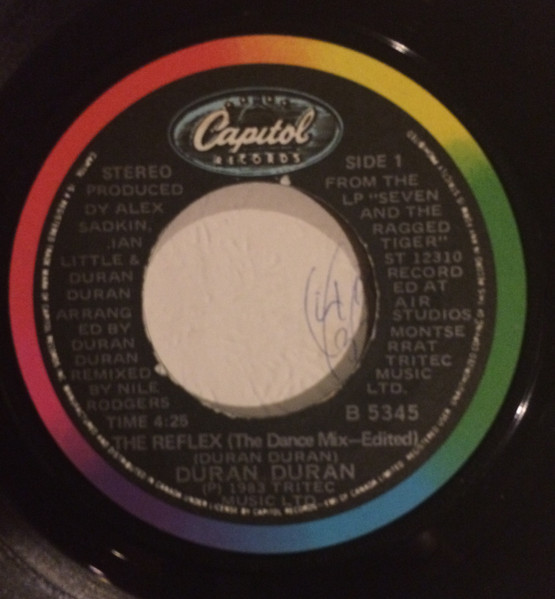 Capitol
RECORDS
STEREO
PRODUCED
BY ALEX
SADKIN,
,IAN
LITTLE &
DURAN
DURAN
ARRANG
ED BY
DURAN
DURAN
REMIXED
BY NILE
RODGERS
TIME 4:25
SIDE 1
FROM THE
LP "SEVEN
AND THE
RAGGED
TIGER"
ST 12310
RECORD
ED AT
AIR
STUDIOS,
MONTSE
RRAT
TRITEC
MUSIC
LTD.
B 5345
THE REFLEX (The Dance Mix—Edited)
(DURAN DURAN)
DURAN DURAN
(P) 1983 TRITEC
MUSIC LTD.